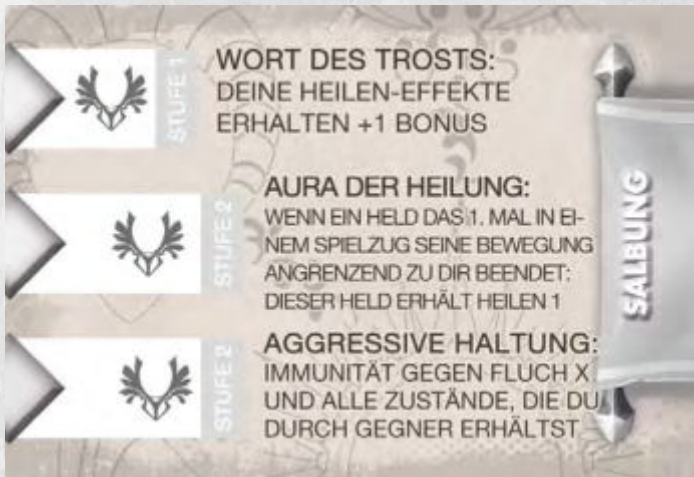 STUFE 1
WORT DES TROSTS:
DEINE HEILEN-EFFEKTE
ERHALTEN +1 BONUS
STUFE 2
AURA DER HEILUNG:
WENN EIN HELD DAS 1. MAL IN EI-
NEM SPIELZUG SEINE BEWEGUNG
ANGRENZEND ZU DIR BEENDET:
DIESER HELD ERHÄLT HEILEN 1
STUFE 2
AGGRESSIVE HALTUNG:
IMMUNITÄT GEGEN FLUCH X
UND ALLE ZUSTÄNDE, DIE DU
DURCH GEGNER ERHÄLTST
SALBUNG